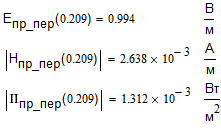 Eпр_пер(0.209) = 0.994 В/м
|Hпр_пер(0.209)| = 2.638 × 10⁻³ А/м
|Ппр_пер(0.209)| = 1.312 × 10⁻³ Вт/м²